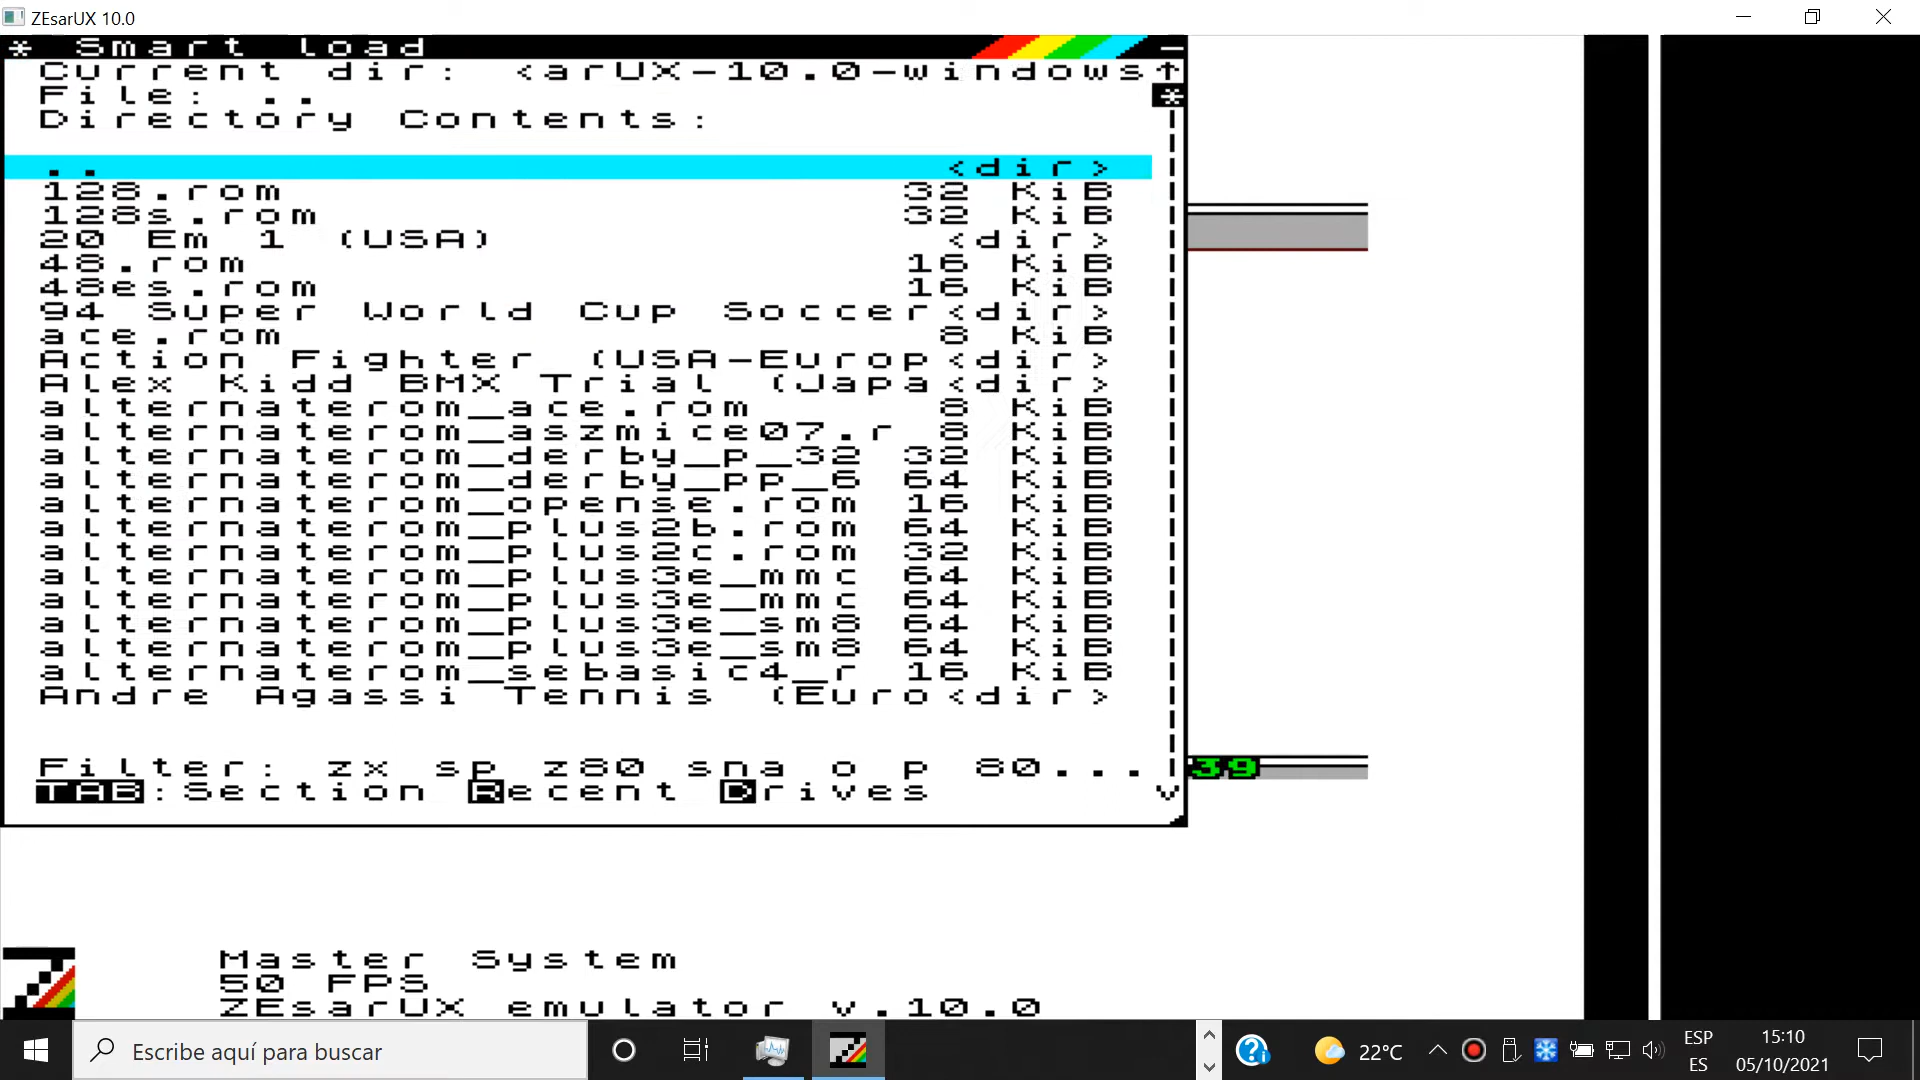 ZEsarUX 10.0
* Smart load
Current dir: <arUX-10.0-windows
File: ..
Directory Contents:
.. <dir>
128.rom 32 KiB
128s.rom 32 KiB
20 Em 1 (USA) <dir>
48.rom 16 KiB
48es.rom 16 KiB
94 Super World Cup Soccer<dir>
ace.rom 8 KiB
Action Fighter (USA-Europ<dir>
Alex Kidd BMX Trial (Japa<dir>
alternaterom_ace.rom 8 KiB
alternaterom_aszmice07.r 8 KiB
alternaterom_derby_p_32 32 KiB
alternaterom_derby_pp_6 64 KiB
alternaterom_opense.rom 16 KiB
alternaterom_plus2b.rom 64 KiB
alternaterom_plus2c.rom 32 KiB
alternaterom_plus3e_mmc 64 KiB
alternaterom_plus3e_mmc 64 KiB
alternaterom_plus3e_sm8 64 KiB
alternaterom_plus3e_sm8 64 KiB
alternaterom_sebasic4_r 16 KiB
Andre Agassi Tennis (Euro<dir>
Filter: zx sp z80 sna o p 80...
39
TAB:Section Recent Drives
Master System
50 FPS
ZEsarUX emulator v.10.0
Escribe aquí para buscar
22°C
ESP
ES
15:10
05/10/2021